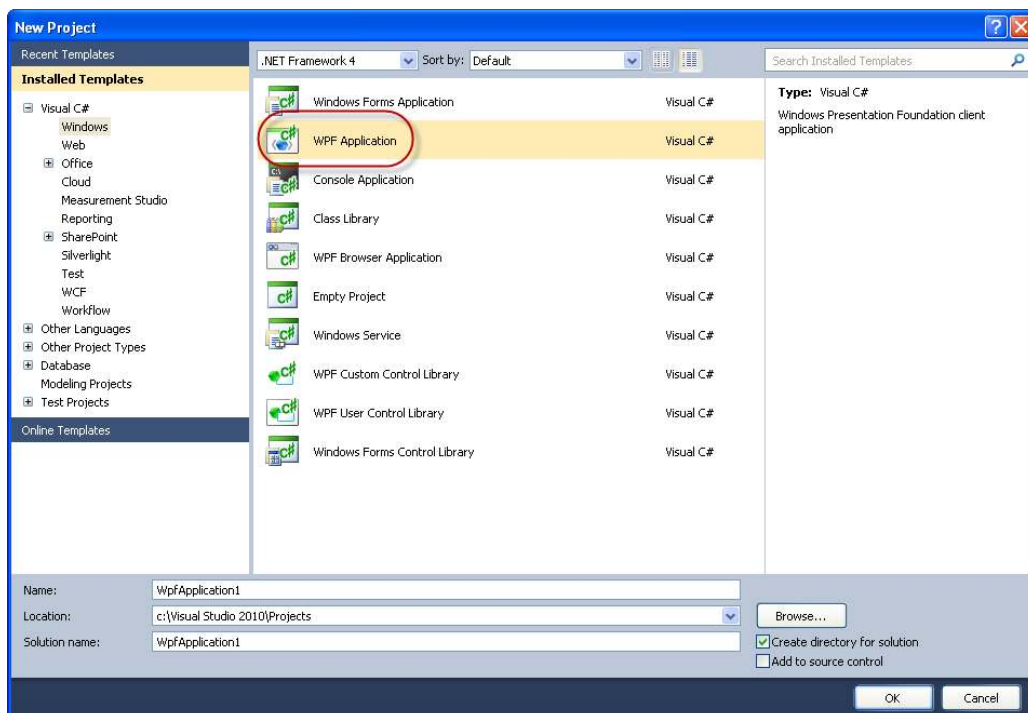 New Project
Recent Templates
Installed Templates
Visual C#
Windows
Web
Office
Cloud
Measurement Studio
Reporting
SharePoint
Silverlight
Test
WCF
Workflow
Other Languages
Other Project Types
Database
Modeling Projects
Test Projects
Online Templates
.NET Framework 4 Sort by: Default
Windows Forms Application Visual C#
WPF Application Visual C#
Console Application Visual C#
Class Library Visual C#
WPF Browser Application Visual C#
Empty Project Visual C#
Windows Service Visual C#
WPF Custom Control Library Visual C#
WPF User Control Library Visual C#
Windows Forms Control Library Visual C#
Search Installed Templates
Type: Visual C#
Windows Presentation Foundation client
application
Name: WpfApplication1
Location: c:\Visual Studio 2010\Projects Browse...
Solution name: WpfApplication1
Create directory for solution
Add to source control
OK Cancel